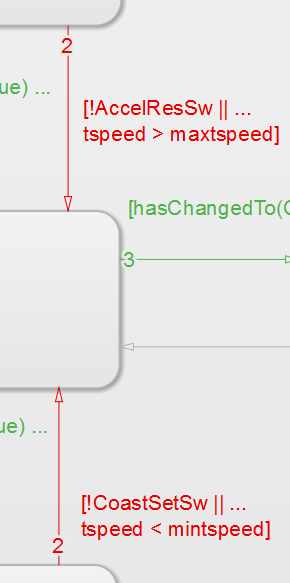 2
ue) ...
[!AccelResSw || ...
tspeed > maxtspeed]
[hasChangedTo(
3
ue) ...
[!CoastSetSw || ...
tspeed < mintspeed]
2